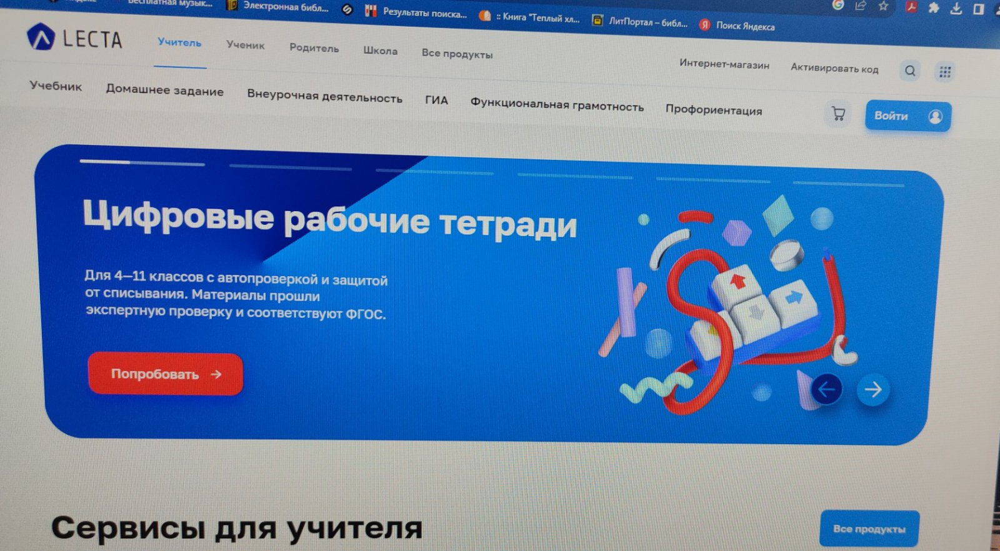 Бесплатная музык...
Электронная библ...
Результаты поиска...
:: Книга "Теплый хл...
ЛитПортал – библ...
Поиск Яндекса
LECTA
Учитель
Ученик
Родитель
Школа
Все продукты
Интернет-магазин
Активировать код
Учебник
Домашнее задание
Внеурочная деятельность
ГИА
Функциональная грамотность
Профориентация
Войти
Цифровые рабочие тетради
Для 4—11 классов с автопроверкой и защитой
от списывания. Материалы прошли
экспертную проверку и соответствуют ФГОС.
Попробовать →
Сервисы для учителя
Все продукты